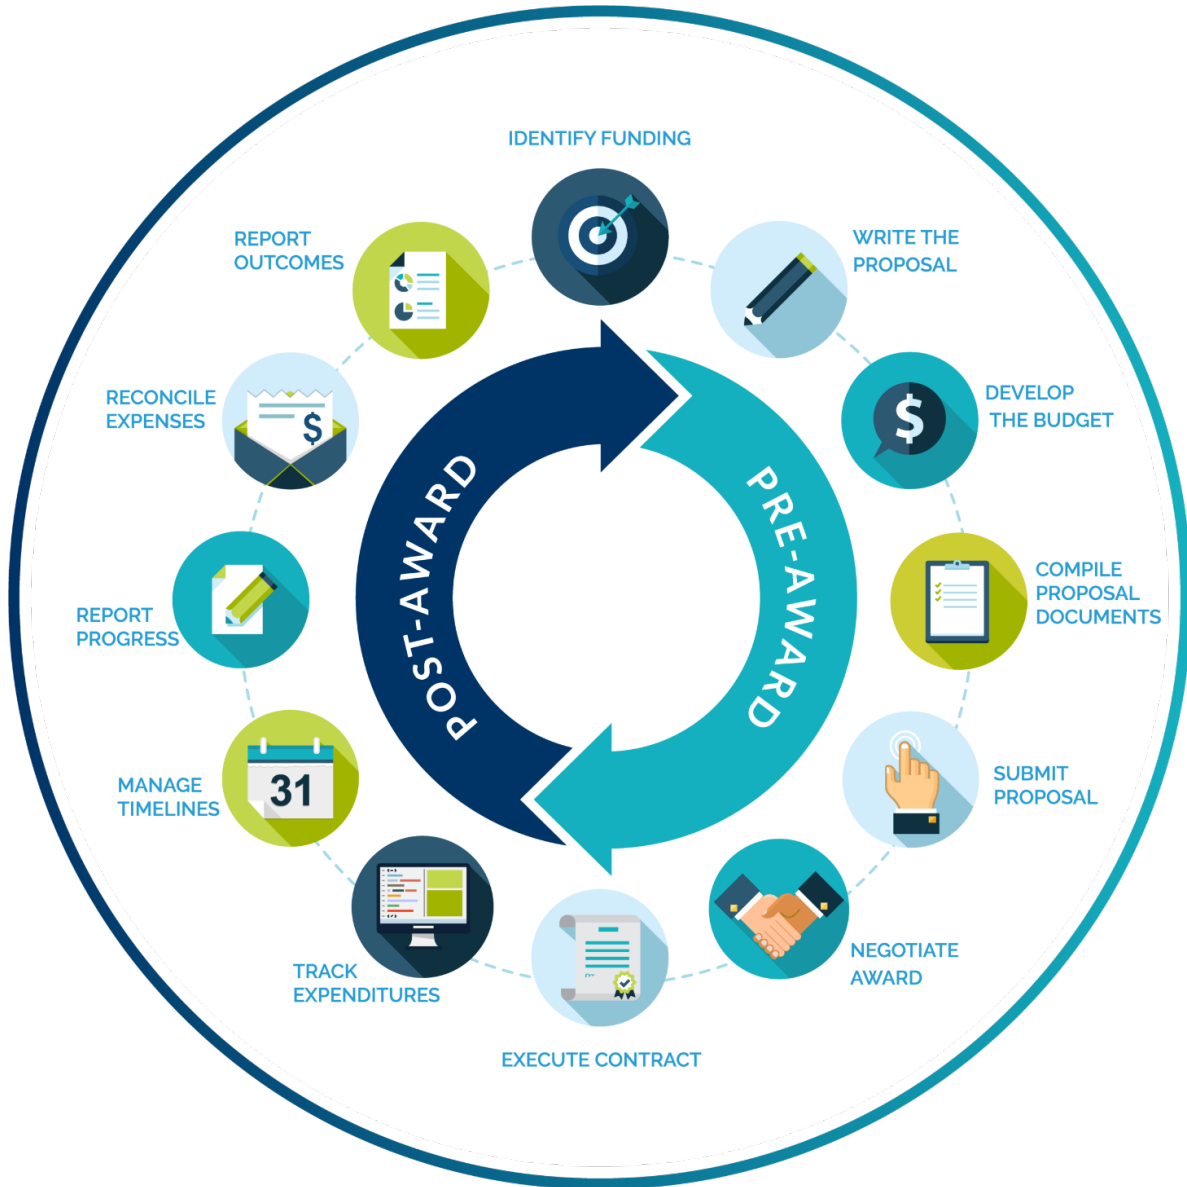 IDENTIFY FUNDING
WRITE THE
PROPOSAL
DEVELOP
THE BUDGET
COMPILE
PROPOSAL
DOCUMENTS
SUBMIT
PROPOSAL
NEGOTIATE
AWARD
EXECUTE CONTRACT
TRACK
EXPENDITURES
MANAGE
TIMELINES
31
REPORT
PROGRESS
RECONCILE
EXPENSES
$
REPORT
OUTCOMES
$
PRE-AWARD
POST-AWARD